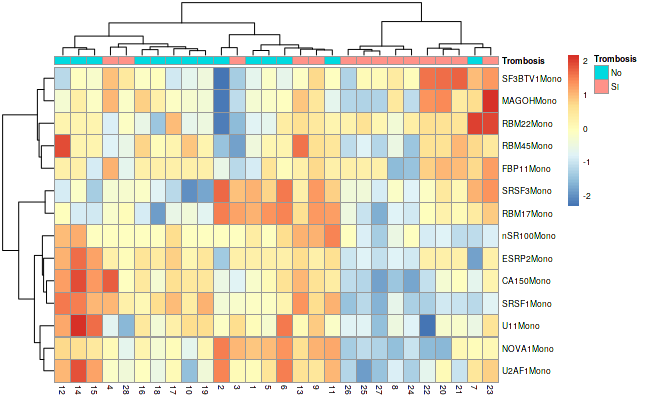 Trombosis
SF3BTV1Mono
MAGOHMono
RBM22Mono
RBM45Mono
FBP11Mono
SRSF3Mono
RBM17Mono
nSR100Mono
ESRP2Mono
CA150Mono
SRSF1Mono
U11Mono
NOVA1Mono
U2AF1Mono
12 14 15 4 28 16 18 17 10 19 2 3 1 5 6 13 9 11 26 25 27 8 24 22 20 21 7 23
2
1
0
-1
-2
Trombosis
No
SI